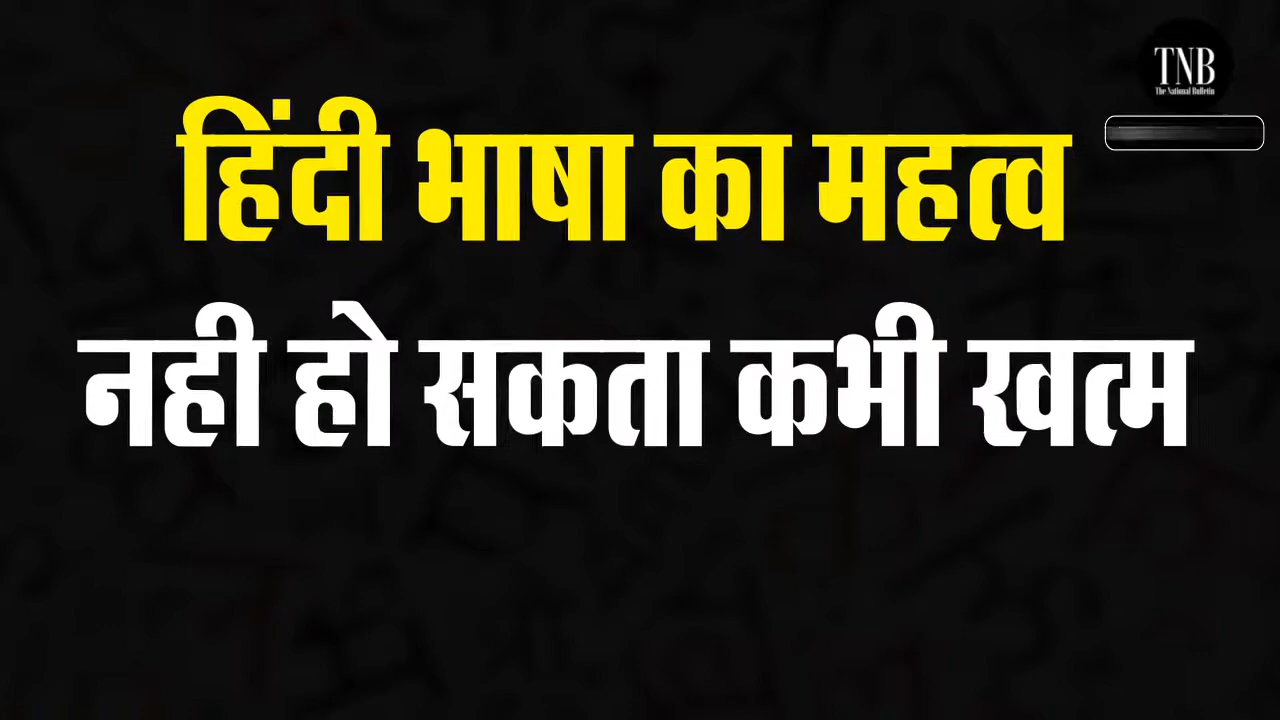 TNB
The National Bulletin
हिंदी भाषा का महत्व
नही हो सकता कभी खत्म